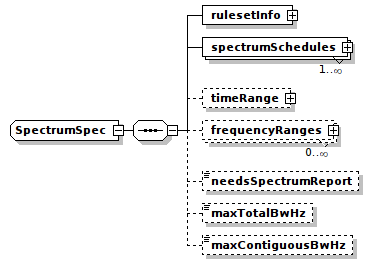 rulesetInfo
spectrumSchedules
1..∞
timeRange
SpectrumSpec
frequencyRanges
0..∞
needsSpectrumReport
maxTotalBwHz
maxContiguousBwHz